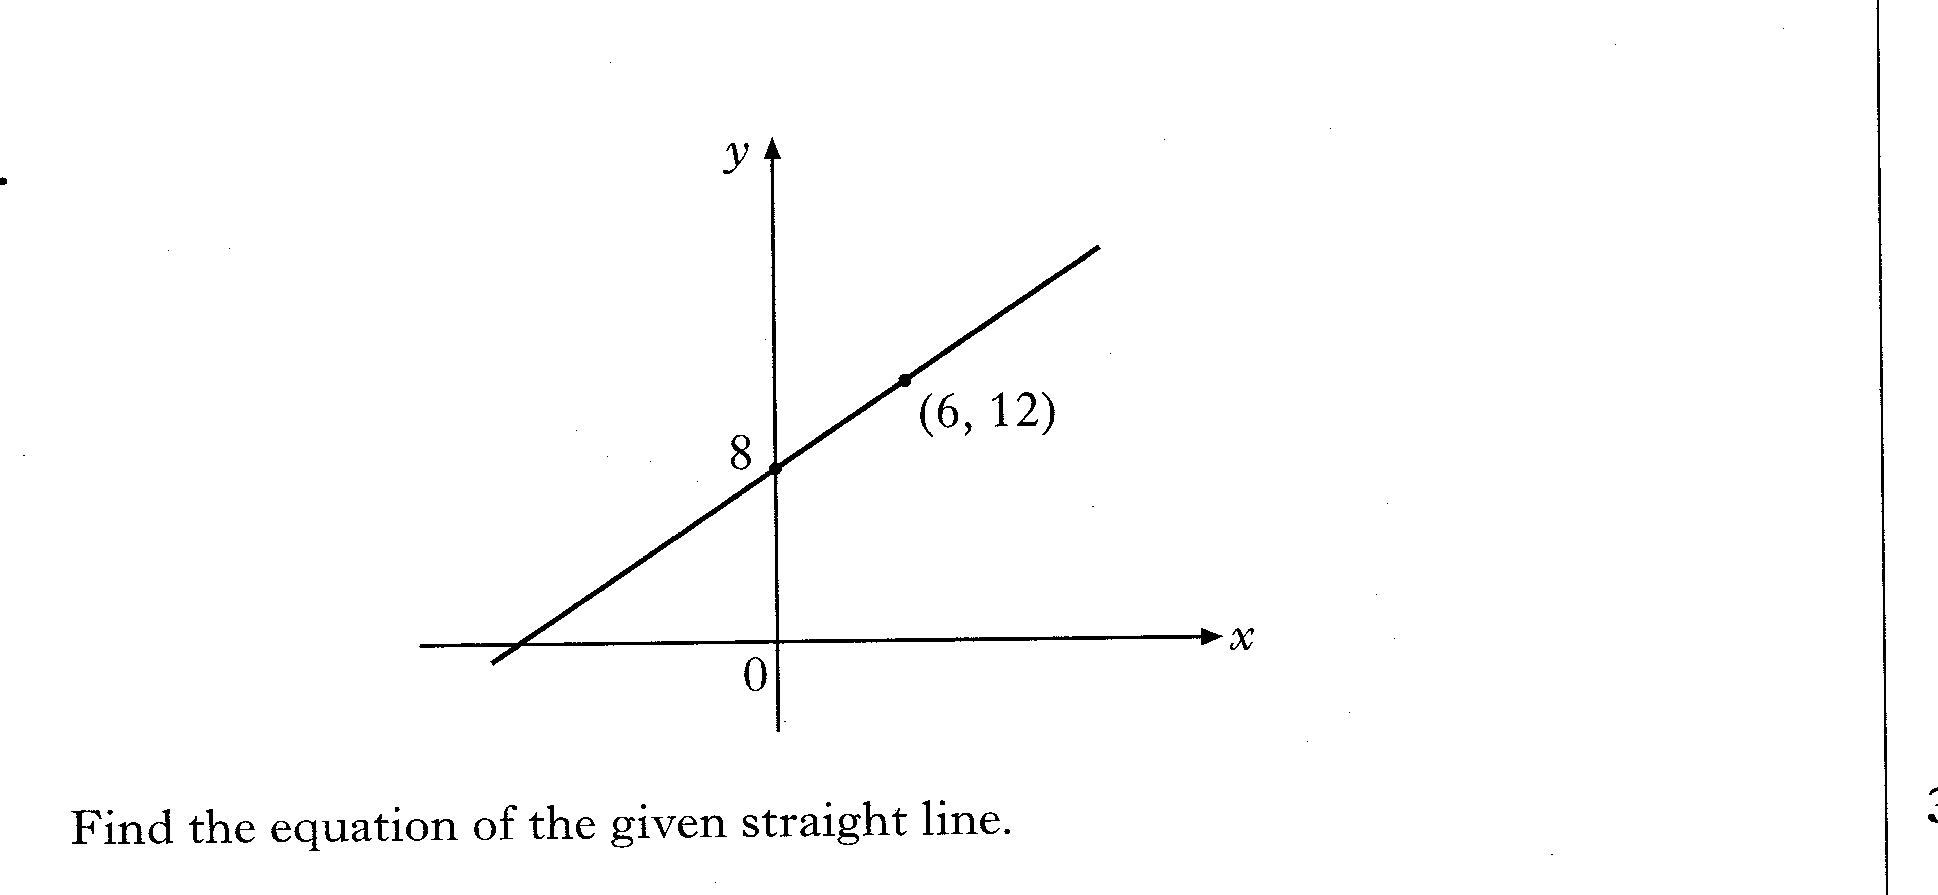 y
(6, 12)
8
x
0
Find the equation of the given straight line.